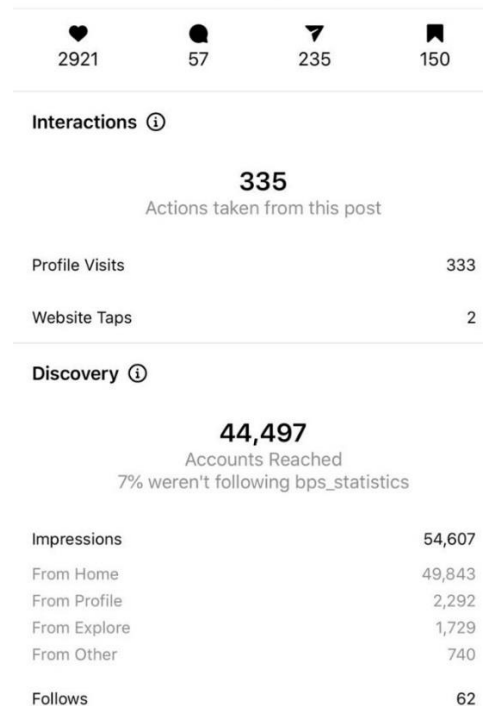 2921 57 235 150
Interactions
335
Actions taken from this post
Profile Visits 333
Website Taps 2
Discovery
44,497
Accounts Reached
7% weren't following bps_statistics
Impressions 54,607
From Home 49,843
From Profile 2,292
From Explore 1,729
From Other 740
Follows 62